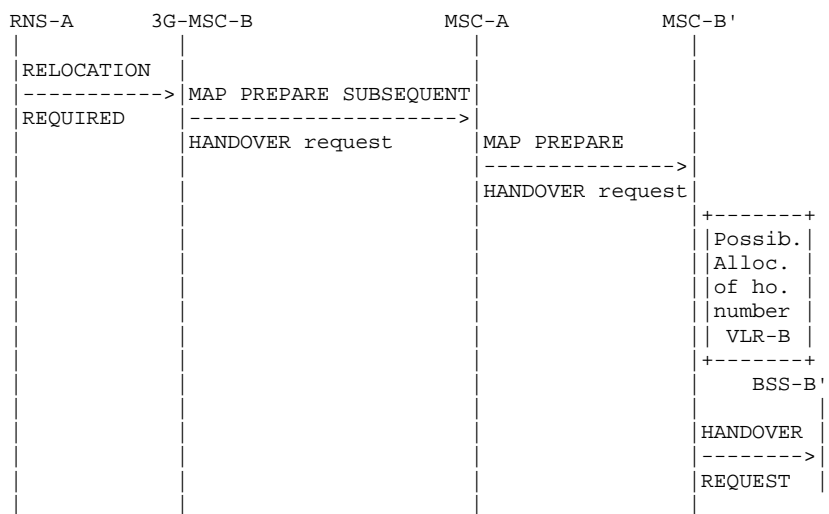 RNS-A 3G-MSC-B MSC-A MSC-B'
RELOCATION
MAP PREPARE SUBSEQUENT
REQUIRED
HANDOVER request MAP PREPARE
HANDOVER request
Possib.
Alloc.
of ho.
number
VLR-B
BSS-B'
HANDOVER
REQUEST